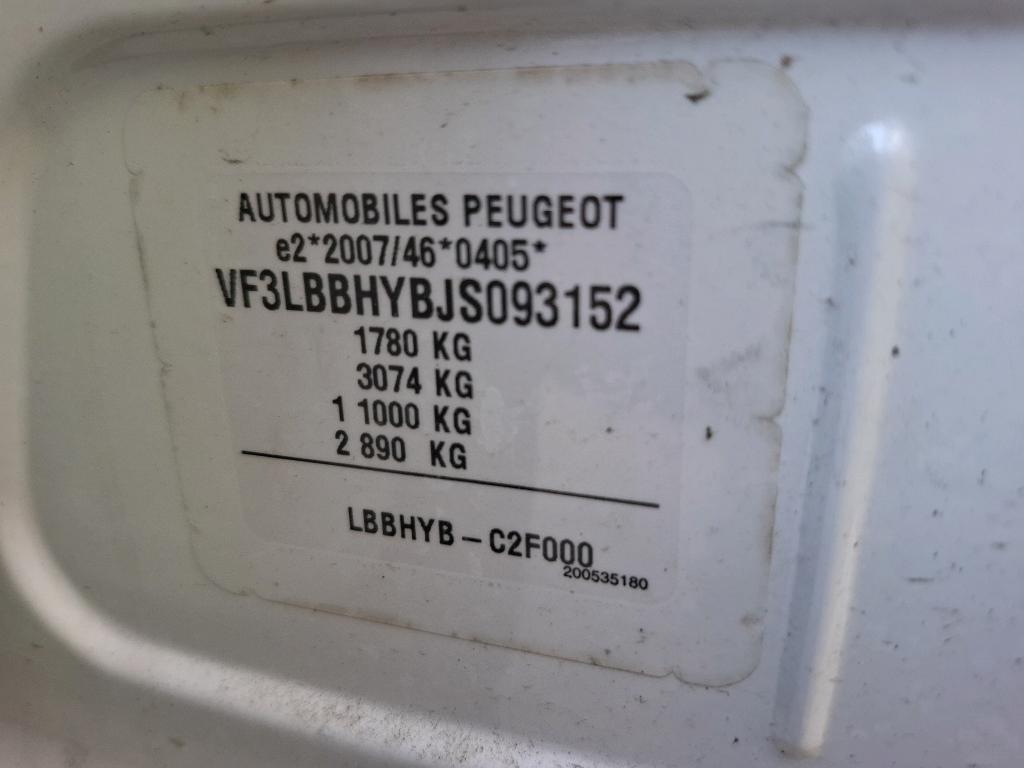 AUTOMOBILES PEUGEOT
e2*2007/46*0405*
VF3LBBHYBJS093152
1780 KG
3074 KG
1 1000 KG
2 890 KG
LBBHYB-C2F000
200535180